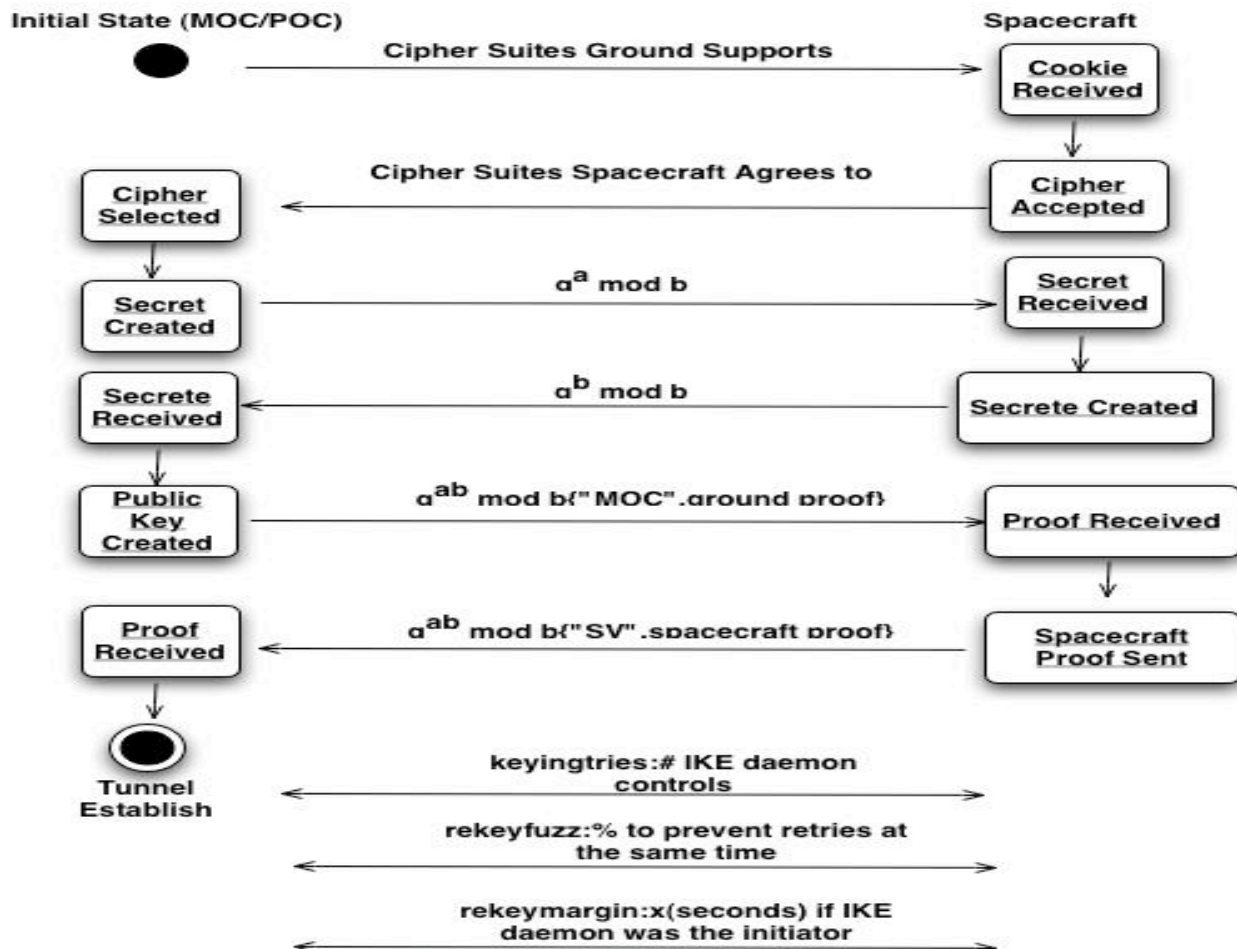 Initial State (MOC/POC)
Spacecraft
Cipher Suites Ground Supports
Cookie
Received
Cipher Suites Spacecraft Agrees to
Cipher
Selected
Cipher
Accepted
Secret
Created
g^a mod b
Secret
Received
Secrete
Received
g^b mod b
Secrete Created
Public
Key
Created
g^ab mod b{"MOC",ground proof}
Proof Received
Proof
Received
g^ab mod b{"SV",spacecraft proof}
Spacecraft
Proof Sent
Tunnel
Establish
keyingtries:# IKE daemon
controls
rekeyfuzz:% to prevent retries at
the same time
rekeymargin:x(seconds) if IKE
daemon was the initiator